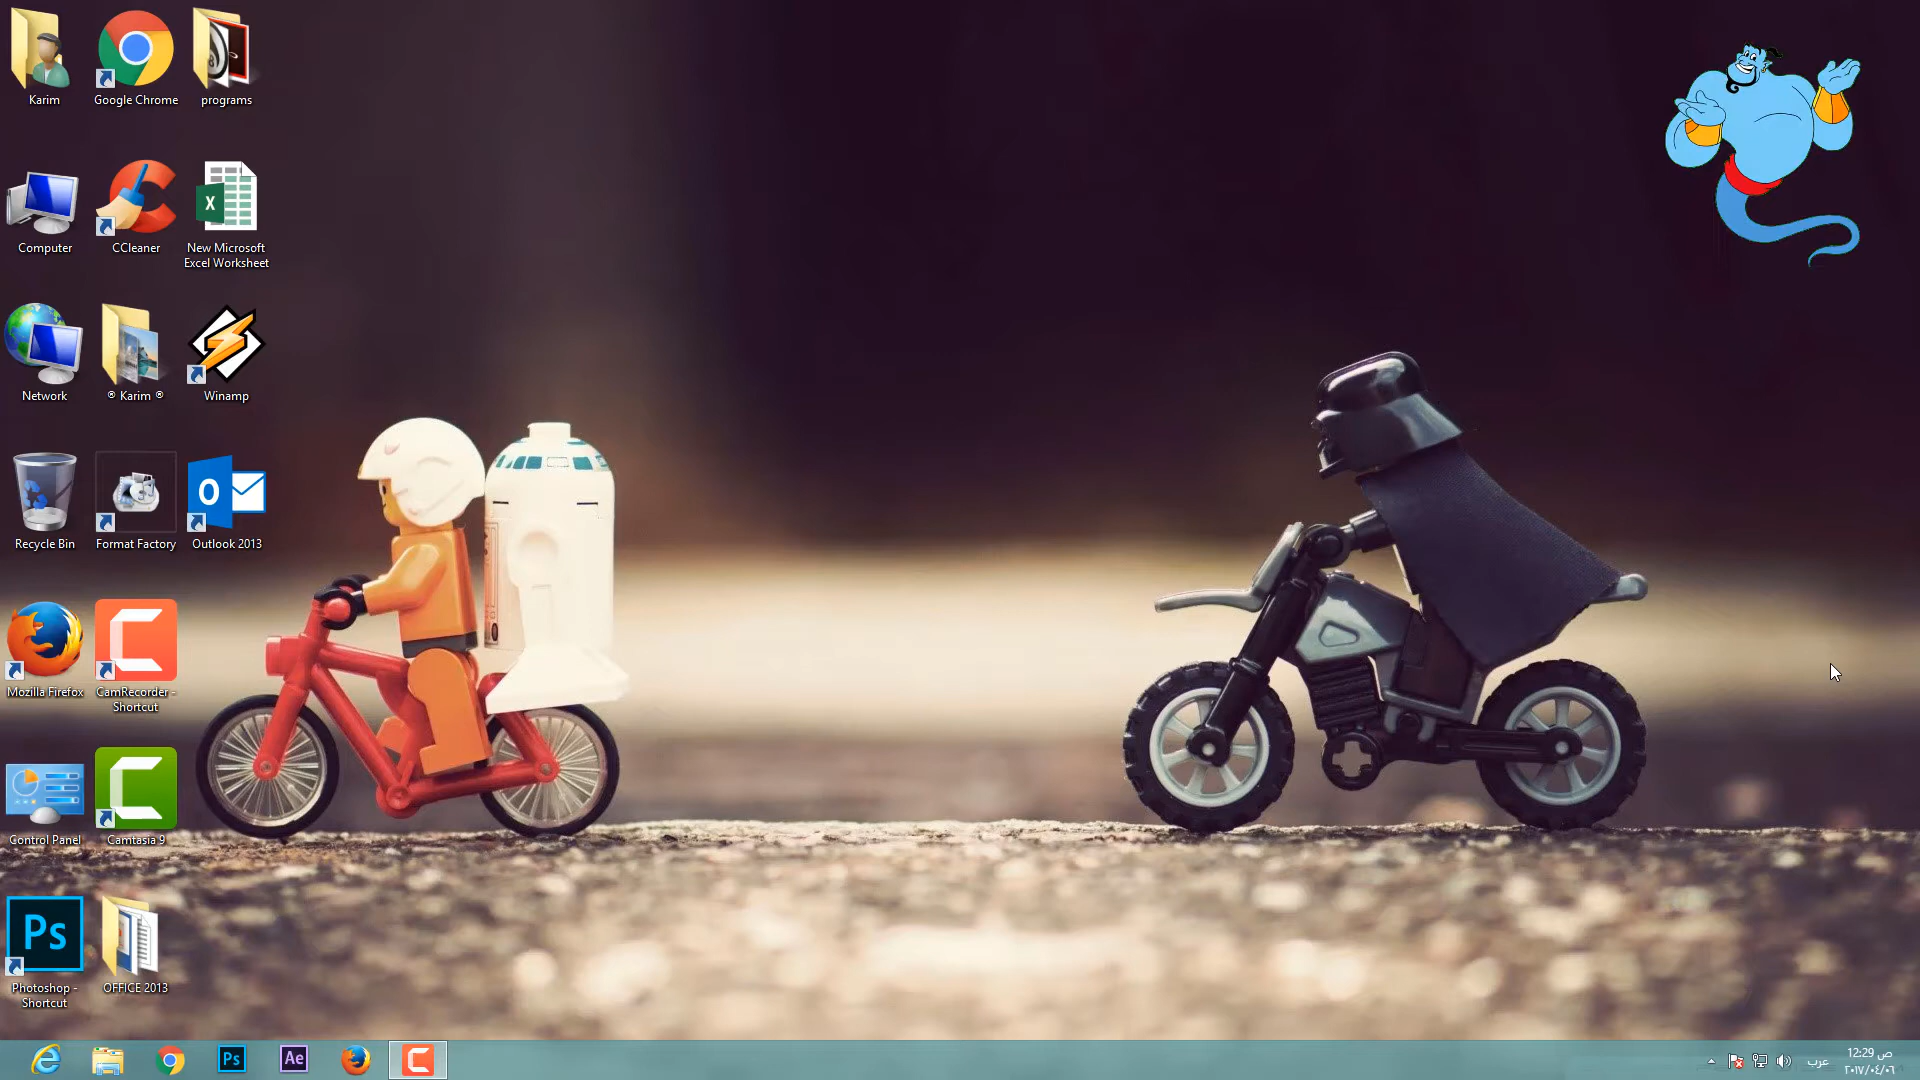 Karim
Google Chrome
programs
Computer
CCleaner
New Microsoft
Excel Worksheet
Network
® Karim ®
Winamp
Recycle Bin
Format Factory
Outlook 2013
Mozilla Firefox
CamRecorder -
Shortcut
Control Panel
Camtasia 9
Photoshop -
Shortcut
OFFICE 2013
X
O
Ps
Ps
Ae
عرب
12:29 ص
٢٠١٧/٠٤/٠٦